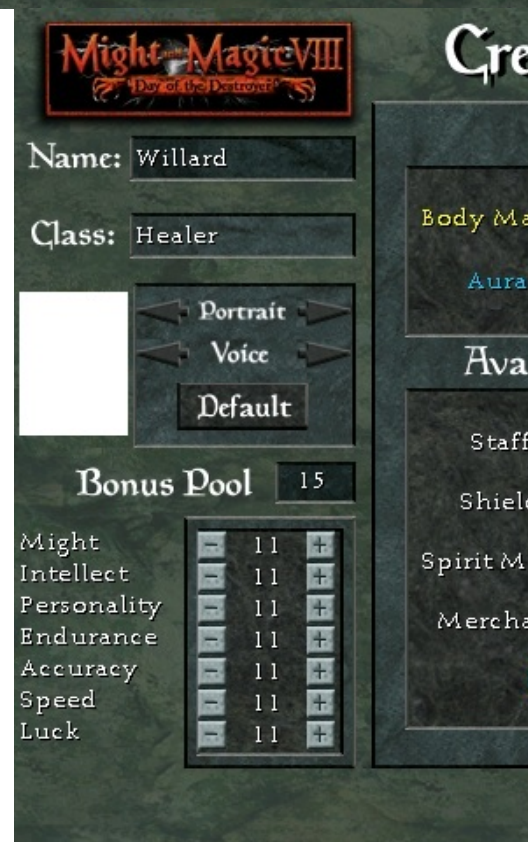 Might and Magic VIII
Day of the Destroyer
Cre
Name: Willard
Class: Healer
Portrait
Voice
Default
Bonus Pool 15
Might - 11 +
Intellect - 11 +
Personality - 11 +
Endurance - 11 +
Accuracy - 11 +
Speed - 11 +
Luck - 11 +
Body Ma
Aura
Ava
Staff
Shield
Spirit M
Mercha